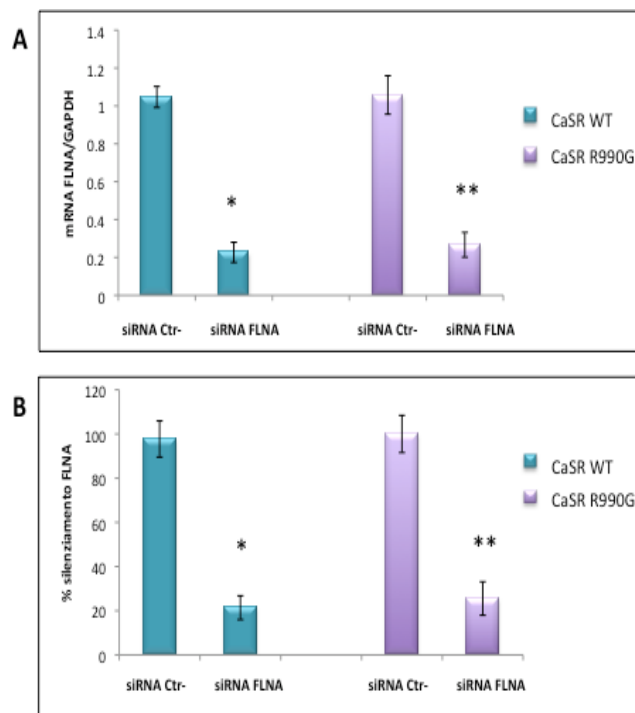 A
mRNA FLNA/GAPDH
1.4
1.2
1
0.8
0.6
0.4
0.2
0
*
**
siRNA Ctr-
siRNA FLNA
siRNA Ctr-
siRNA FLNA
CaSR WT
CaSR R990G
B
% silenziamento FLNA
120
100
80
60
40
20
0
*
**
siRNA Ctr-
siRNA FLNA
siRNA Ctr-
siRNA FLNA
CaSR WT
CaSR R990G